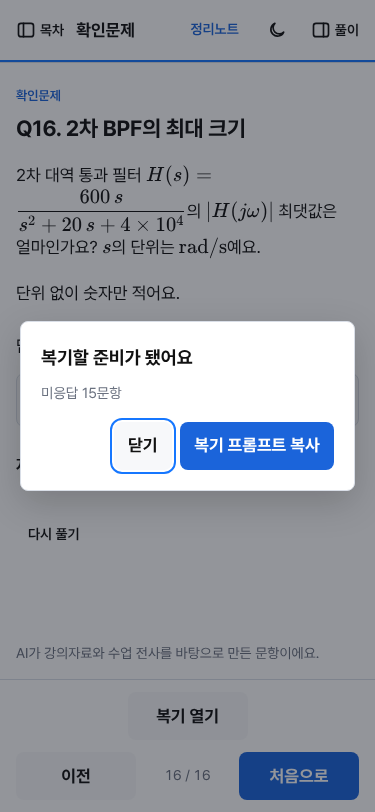 목차 확인문제 노트 풀이
확인문제
Q16. 2차 BPF의 최대 크기
2차 대역 통과 필터 H(s) =
600 s / (s² + 20 s + 4 × 10⁴) 의 |H(jω)| 최댓값은
얼마인가요? s의 단위는 rad/s예요.
단위 없이 숫자만 적어요.
복기할 준비가 됐어요
미응답 15문항
닫기 복기 프롬프트 복사
다시 풀기
AI가 강의자료와 수업 전사를 바탕으로 만든 문항이에요.
복기 열기
이전 16 / 16 처음으로